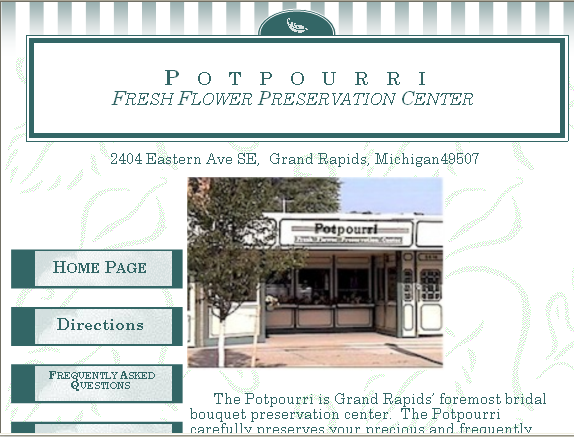 POTPOURRI
FRESH FLOWER PRESERVATION CENTER
2404 Eastern Ave SE, Grand Rapids, Michigan49507
Potpourri
Fresh Flower Preservation Center
HOME PAGE
Directions
FREQUENTLY ASKED
QUESTIONS
The Potpourri is Grand Rapids' foremost bridal
bouquet preservation center. The Potpourri
carefully preserves your precious and frequently